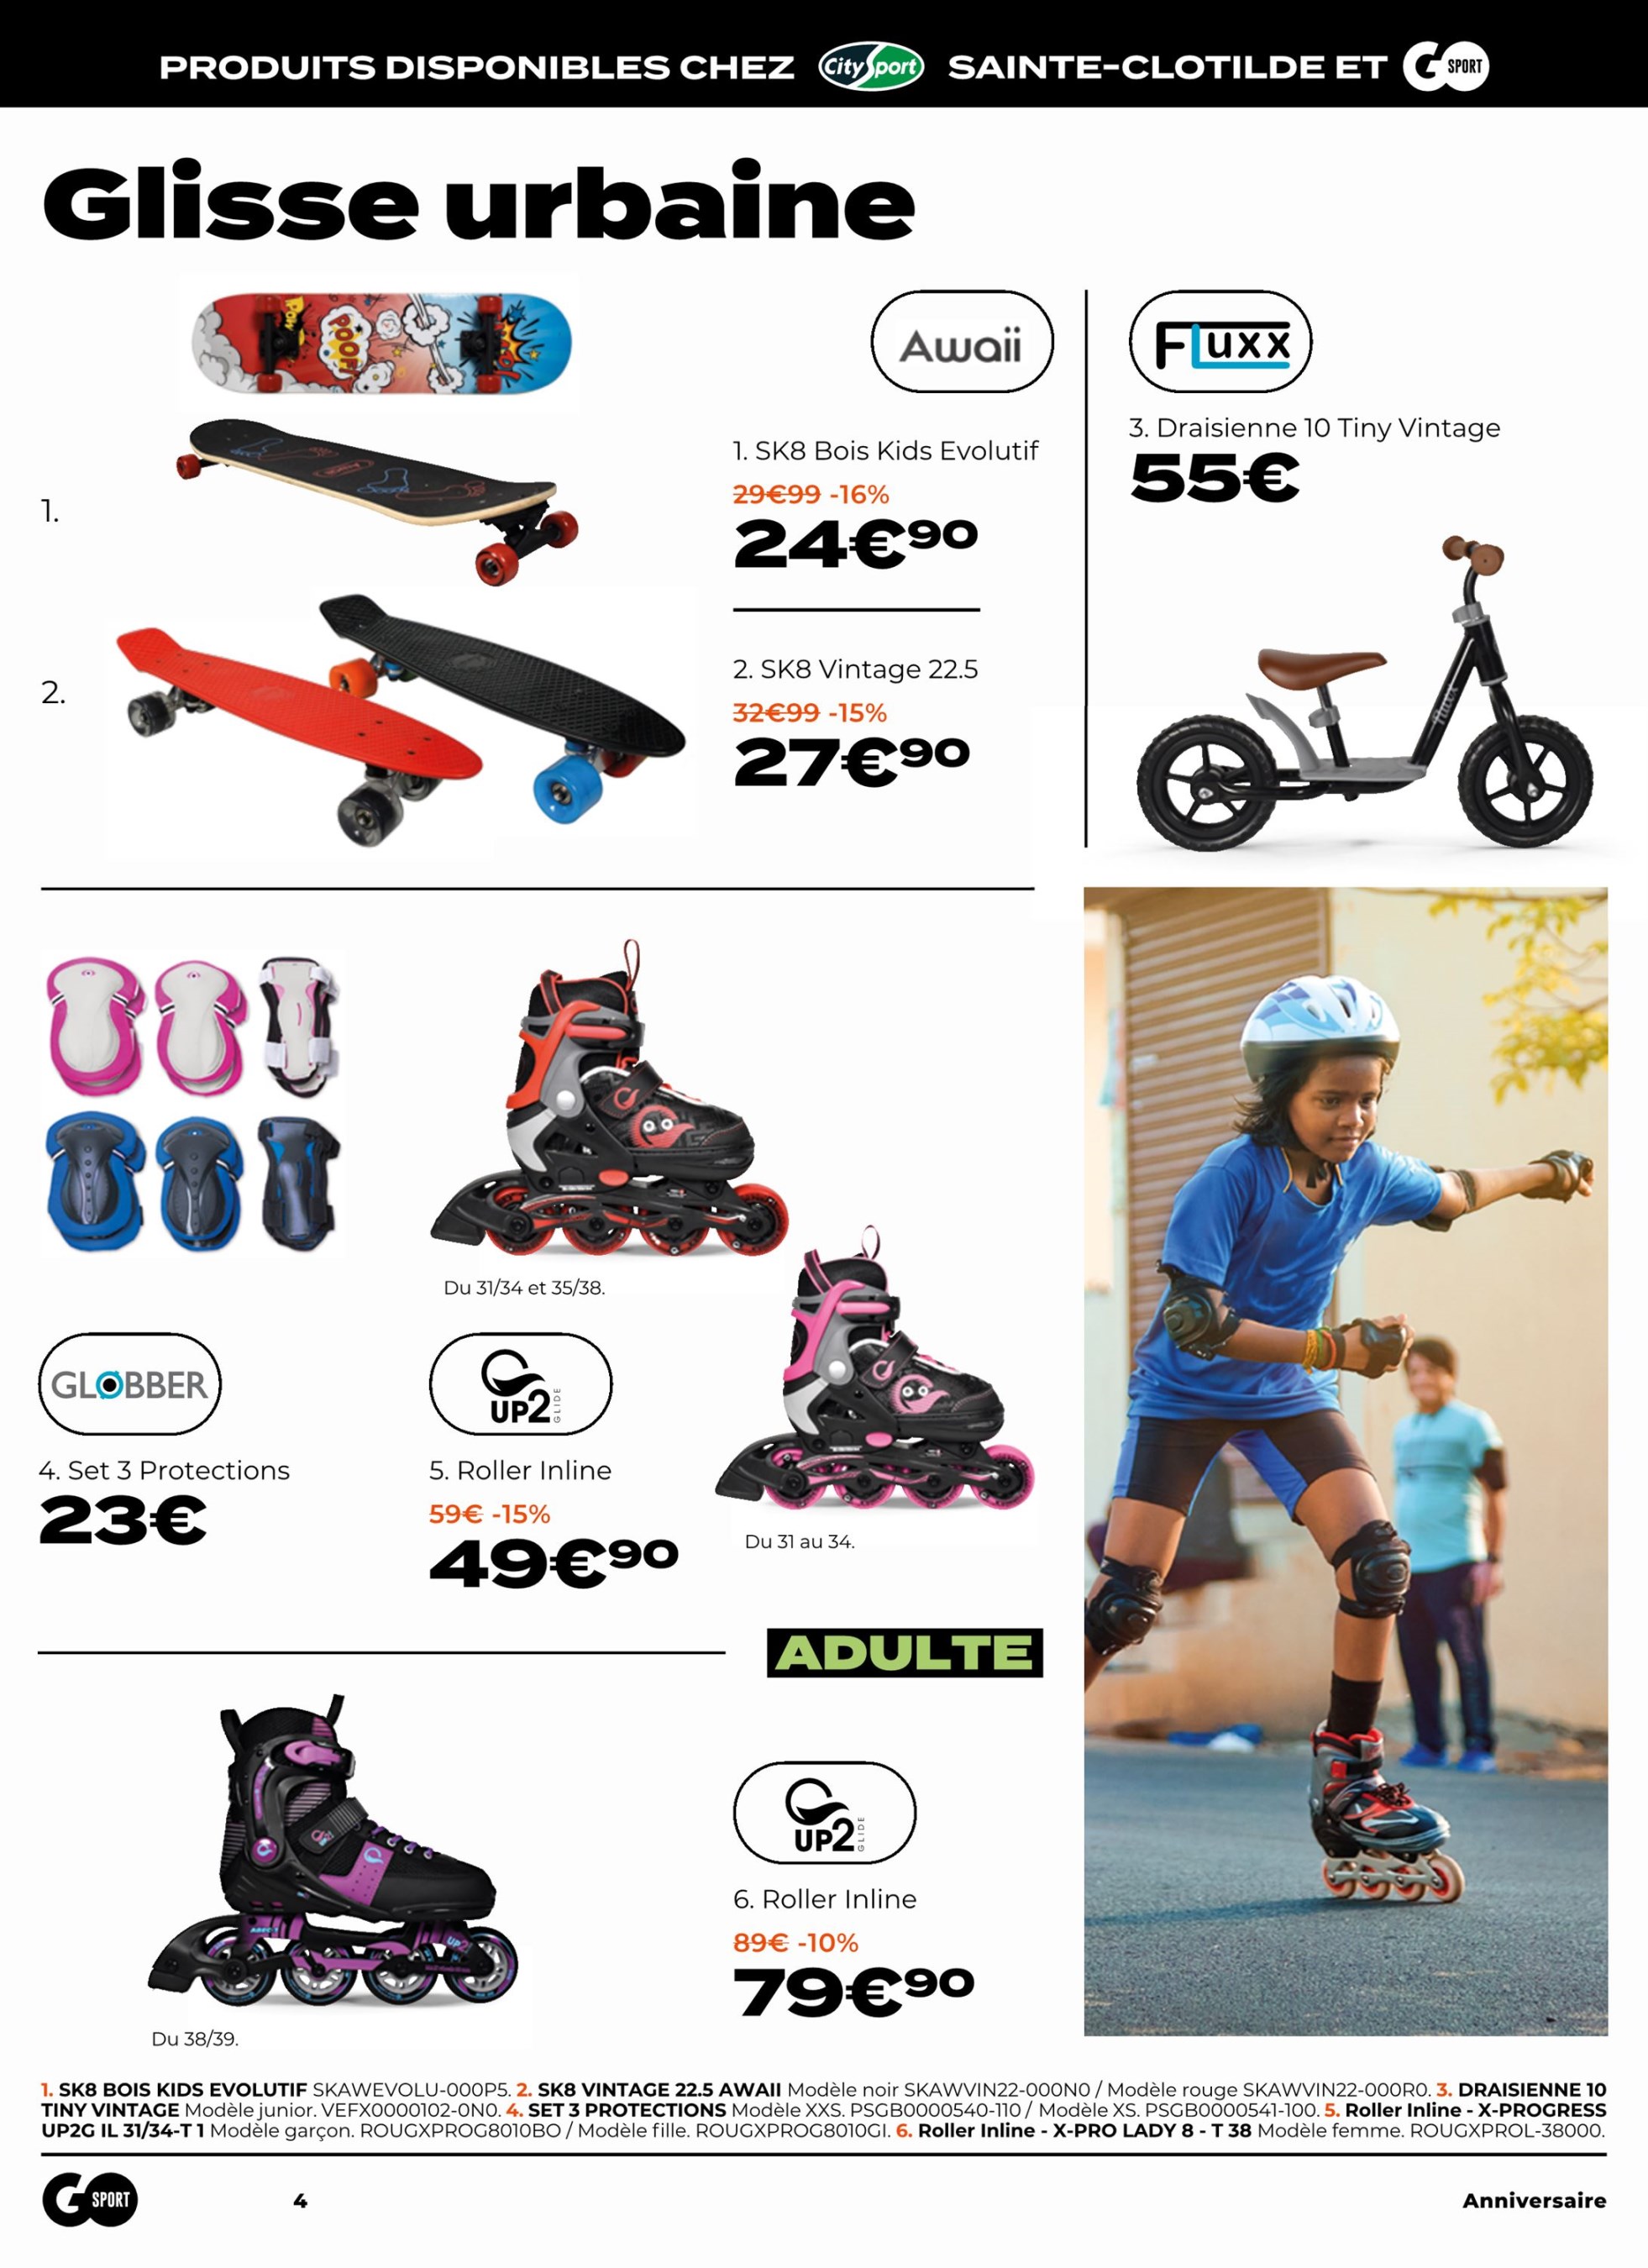 PRODUITS DISPONIBLES CHEZ CitySport SAINTE-CLOTILDE ET GO SPORT
Glisse urbaine
POW
POOF!
Awaii
1. SK8 Bois Kids Evolutif
29€99 -16%
24€90
1.
2.
2. SK8 Vintage 22.5
32€99 -15%
27€90
FLUXX
3. Draisienne 10 Tiny Vintage
55€
Du 31/34 et 35/38.
GLOBBER
4. Set 3 Protections
23€
UP2 GLIDE
5. Roller Inline
59€ -15%
49€90
Du 31 au 34.
ADULTE
UP2 GLIDE
6. Roller Inline
89€ -10%
79€90
Du 38/39.
1. SK8 BOIS KIDS EVOLUTIF SKAWEVOLU-000P5. 2. SK8 VINTAGE 22.5 AWAII Modèle noir SKAWVIN22-000N0 / Modèle rouge SKAWVIN22-000R0. 3. DRAISIENNE 10
TINY VINTAGE Modèle junior. VEFX0000102-0N0. 4. SET 3 PROTECTIONS Modèle XXS. PSGB0000540-110 / Modèle XS. PSGB0000541-100. 5. Roller Inline - X-PROGRESS
UP2G IL 31/34-T 1 Modèle garçon. ROUGXPROG8010BO / Modèle fille. ROUGXPROG8010GI. 6. Roller Inline - X-PRO LADY 8 - T 38 Modèle femme. ROUGXPROL-38000.
GO SPORT
4
Anniversaire